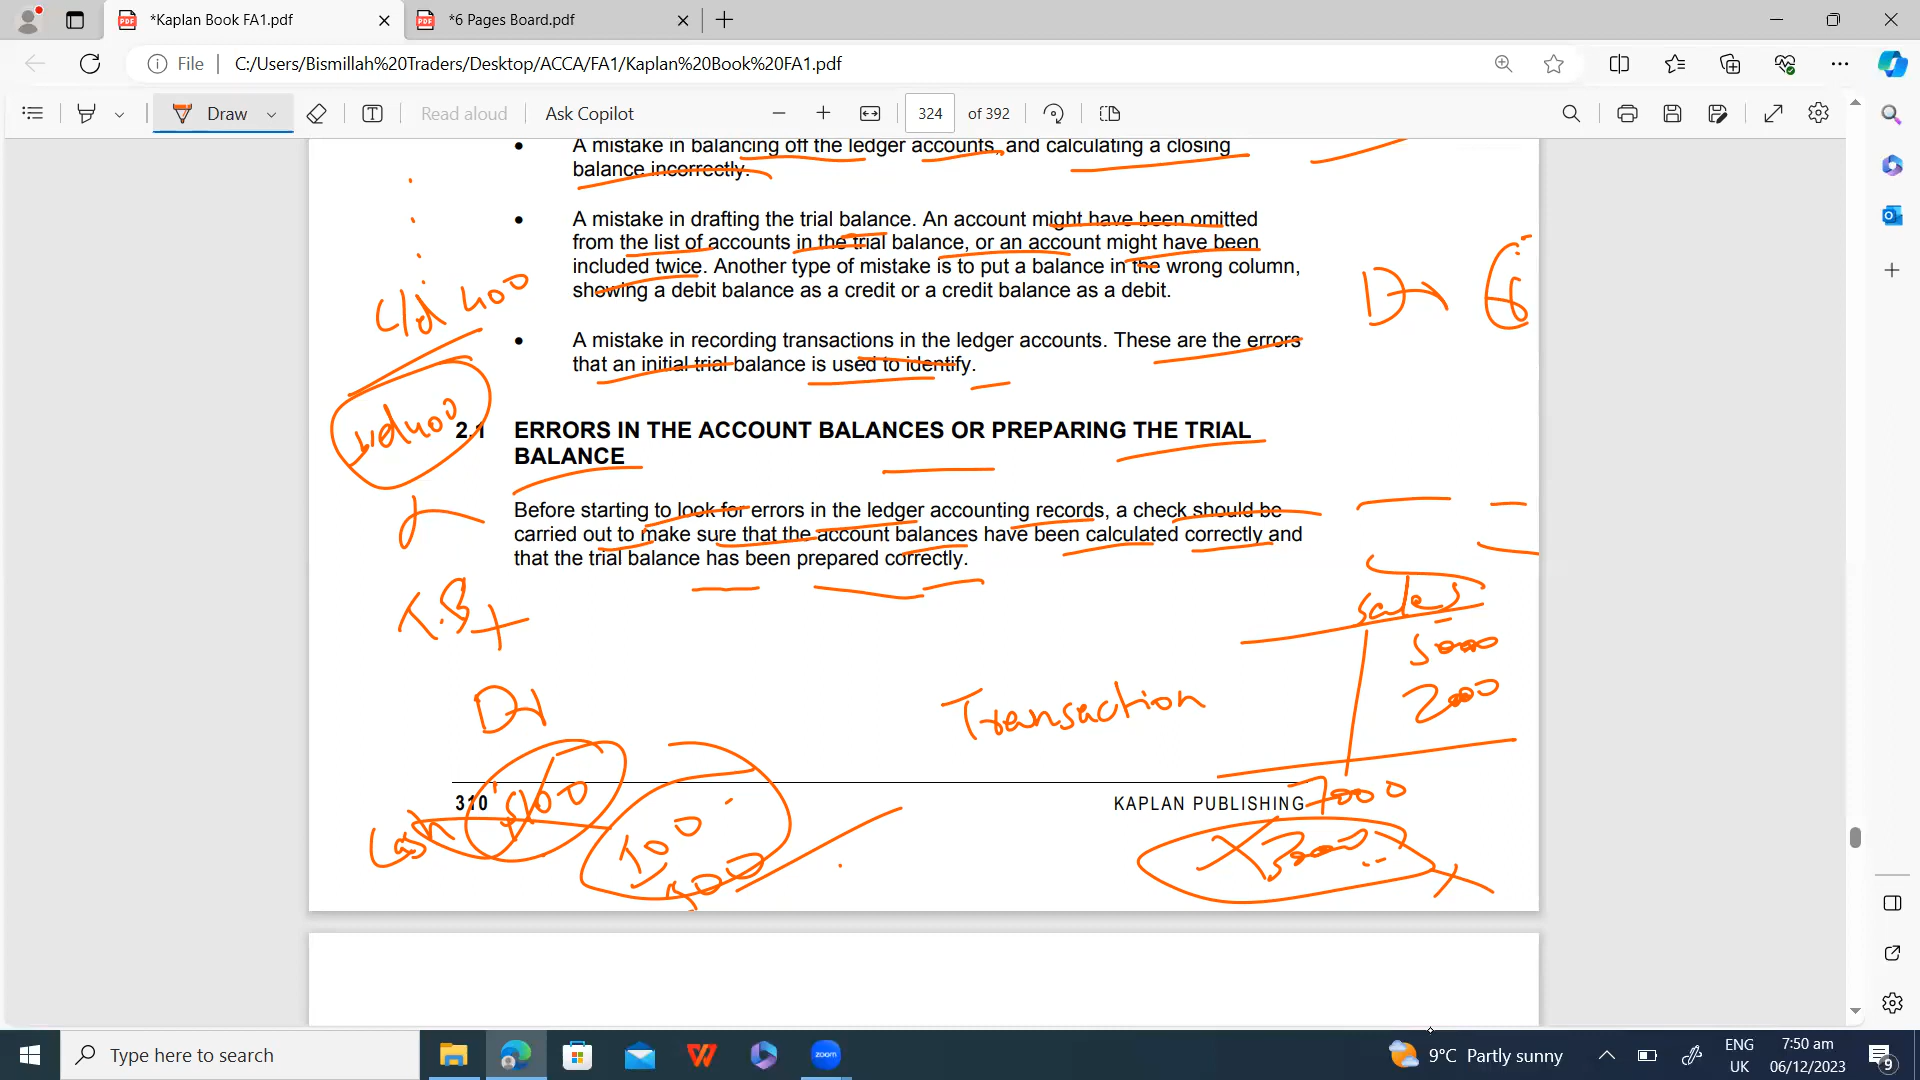 *Kaplan Book FA1.pdf
*6 Pages Board.pdf
File
C:/Users/Bismillah%20Traders/Desktop/ACCA/FA1/Kaplan%20Book%20FA1.pdf
Draw
Read aloud
Ask Copilot
324 of 392
• A mistake in balancing off the ledger accounts, and calculating a closing
balance incorrectly.
• A mistake in drafting the trial balance. An account might have been omitted
from the list of accounts in the trial balance, or an account might have been
included twice. Another type of mistake is to put a balance in the wrong column,
showing a debit balance as a credit or a credit balance as a debit.
c/d 400
Dr
• A mistake in recording transactions in the ledger accounts. These are the errors
that an initial trial balance is used to identify.
b/d 400
2.1 ERRORS IN THE ACCOUNT BALANCES OR PREPARING THE TRIAL
BALANCE
Before starting to look for errors in the ledger accounting records, a check should be
carried out to make sure that the account balances have been calculated correctly and
that the trial balance has been prepared correctly.
T.B
sales
5000
2000
Dr
Transaction
7000
310
KAPLAN PUBLISHING
Cash
100
3000
Type here to search
zoom
9°C Partly sunny
ENG
UK
7:50 am
06/12/2023
9